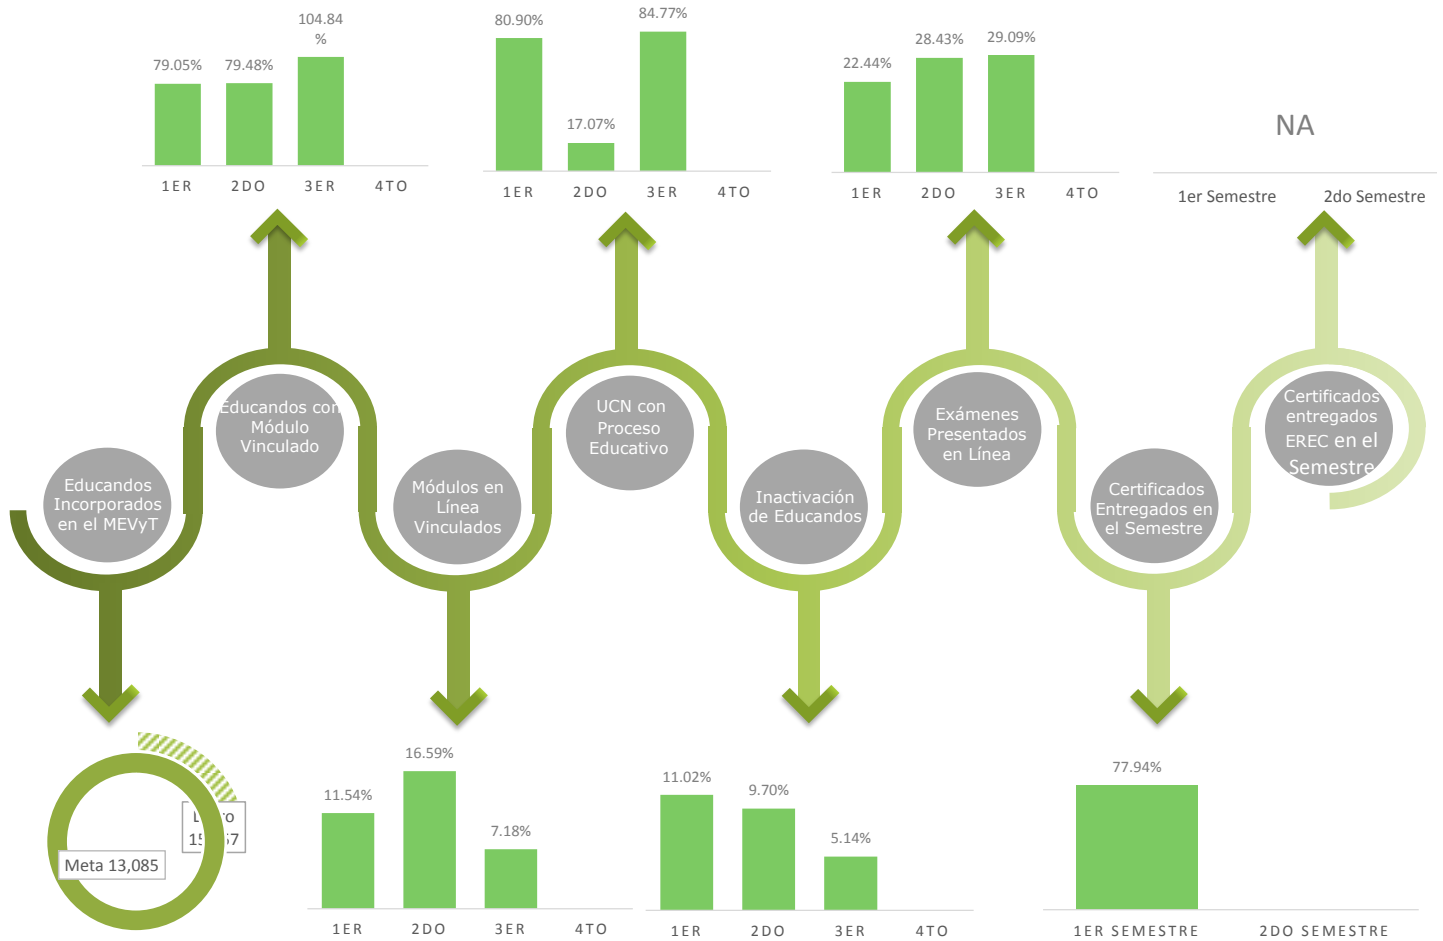 104.84
%
79.05%
79.48%
1ER 2DO 3ER 4TO
84.77%
80.90%
17.07%
1ER 2DO 3ER 4TO
28.43%
29.09%
22.44%
1ER 2DO 3ER 4TO
NA
1er Semestre 2do Semestre
Educandos con
Módulo
Vinculado
UCN con
Proceso
Educativo
Exámenes
Presentados
en Línea
Certificados
entregados
EREC en el
Semestre
Educandos
Incorporados
en el MEVyT
Módulos en
Línea
Vinculados
Inactivación
de Educandos
Certificados
Entregados en
el Semestre
Meta 13,085
16.59%
11.54%
7.18%
1ER 2DO 3ER 4TO
11.02%
9.70%
5.14%
1ER 2DO 3ER 4TO
77.94%
1ER SEMESTRE 2DO SEMESTRE